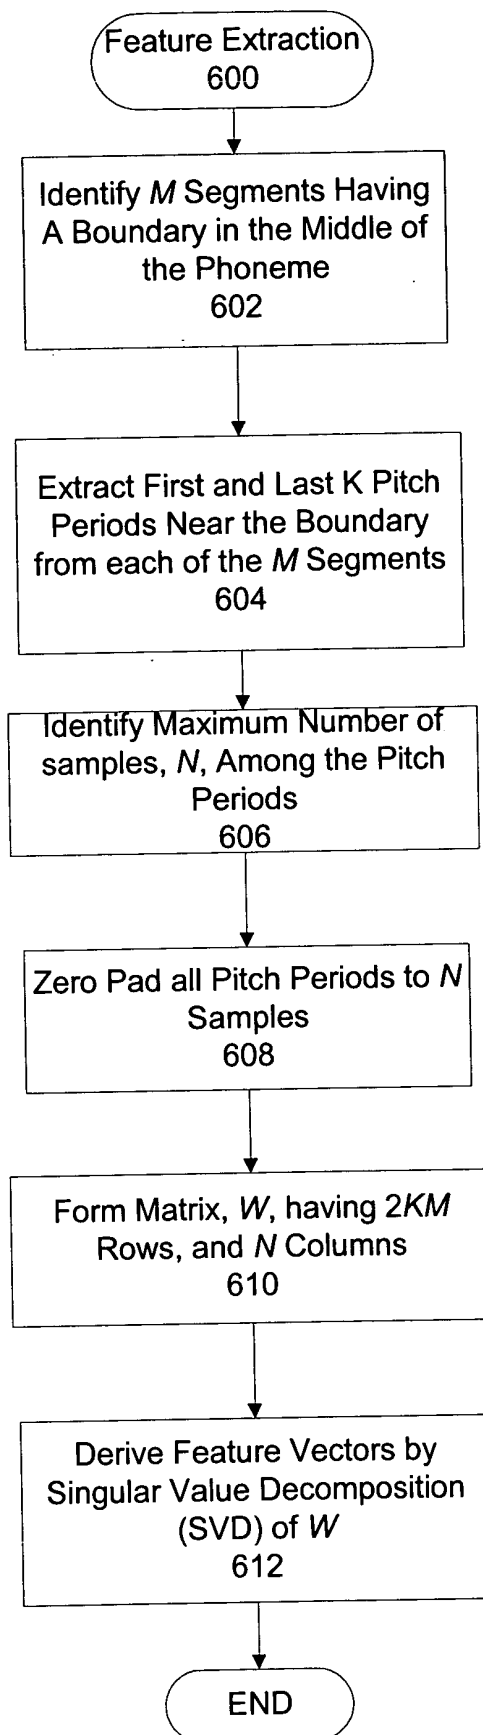 Feature Extraction
600
Identify M Segments Having
A Boundary in the Middle of
the Phoneme
602
Extract First and Last K Pitch
Periods Near the Boundary
from each of the M Segments
604
Identify Maximum Number of
samples, N, Among the Pitch
Periods
606
Zero Pad all Pitch Periods to N
Samples
608
Form Matrix, W, having 2KM
Rows, and N Columns
610
Derive Feature Vectors by
Singular Value Decomposition
(SVD) of W
612
END